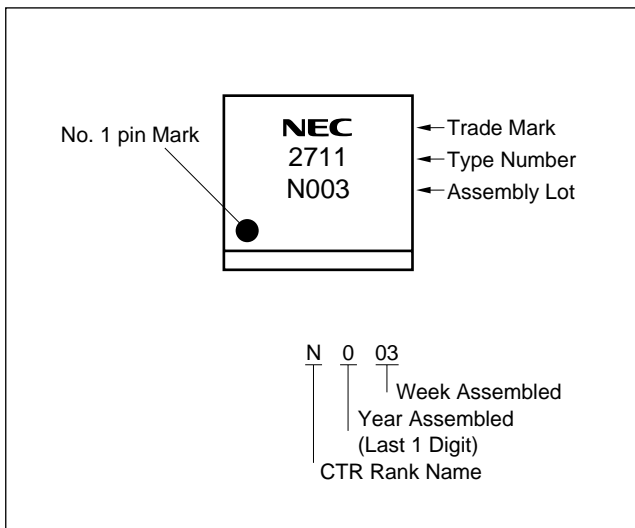 No. 1 pin Mark
NEC
2711
N003
Trade Mark
Type Number
Assembly Lot
N 0 03
Week Assembled
Year Assembled
(Last 1 Digit)
CTR Rank Name